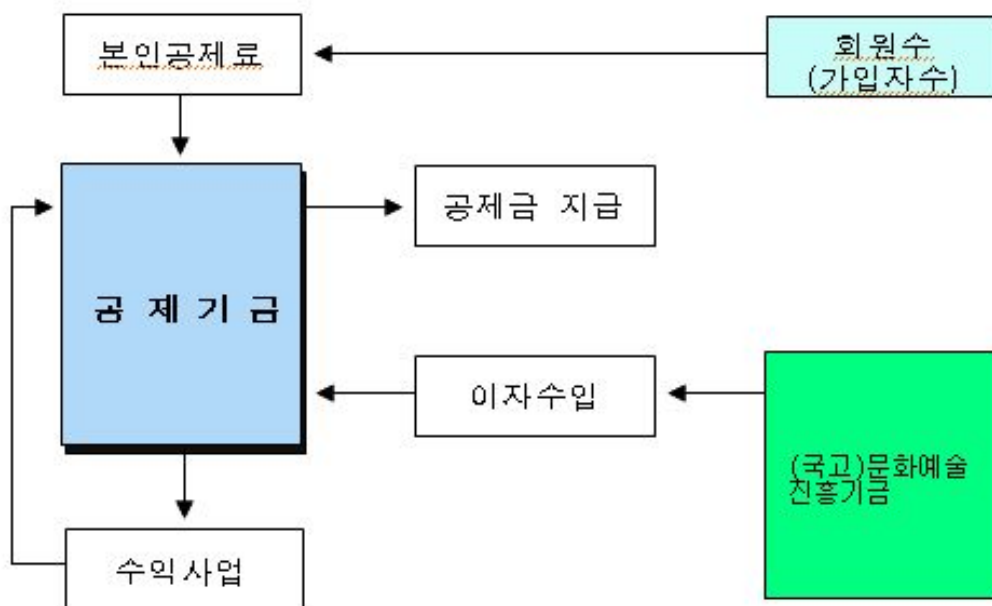 본인공제료
회원수
(가입자수)
공제금 지급
공 제 기 금
이자수입
(국고)문화예술
진흥기금
수익사업